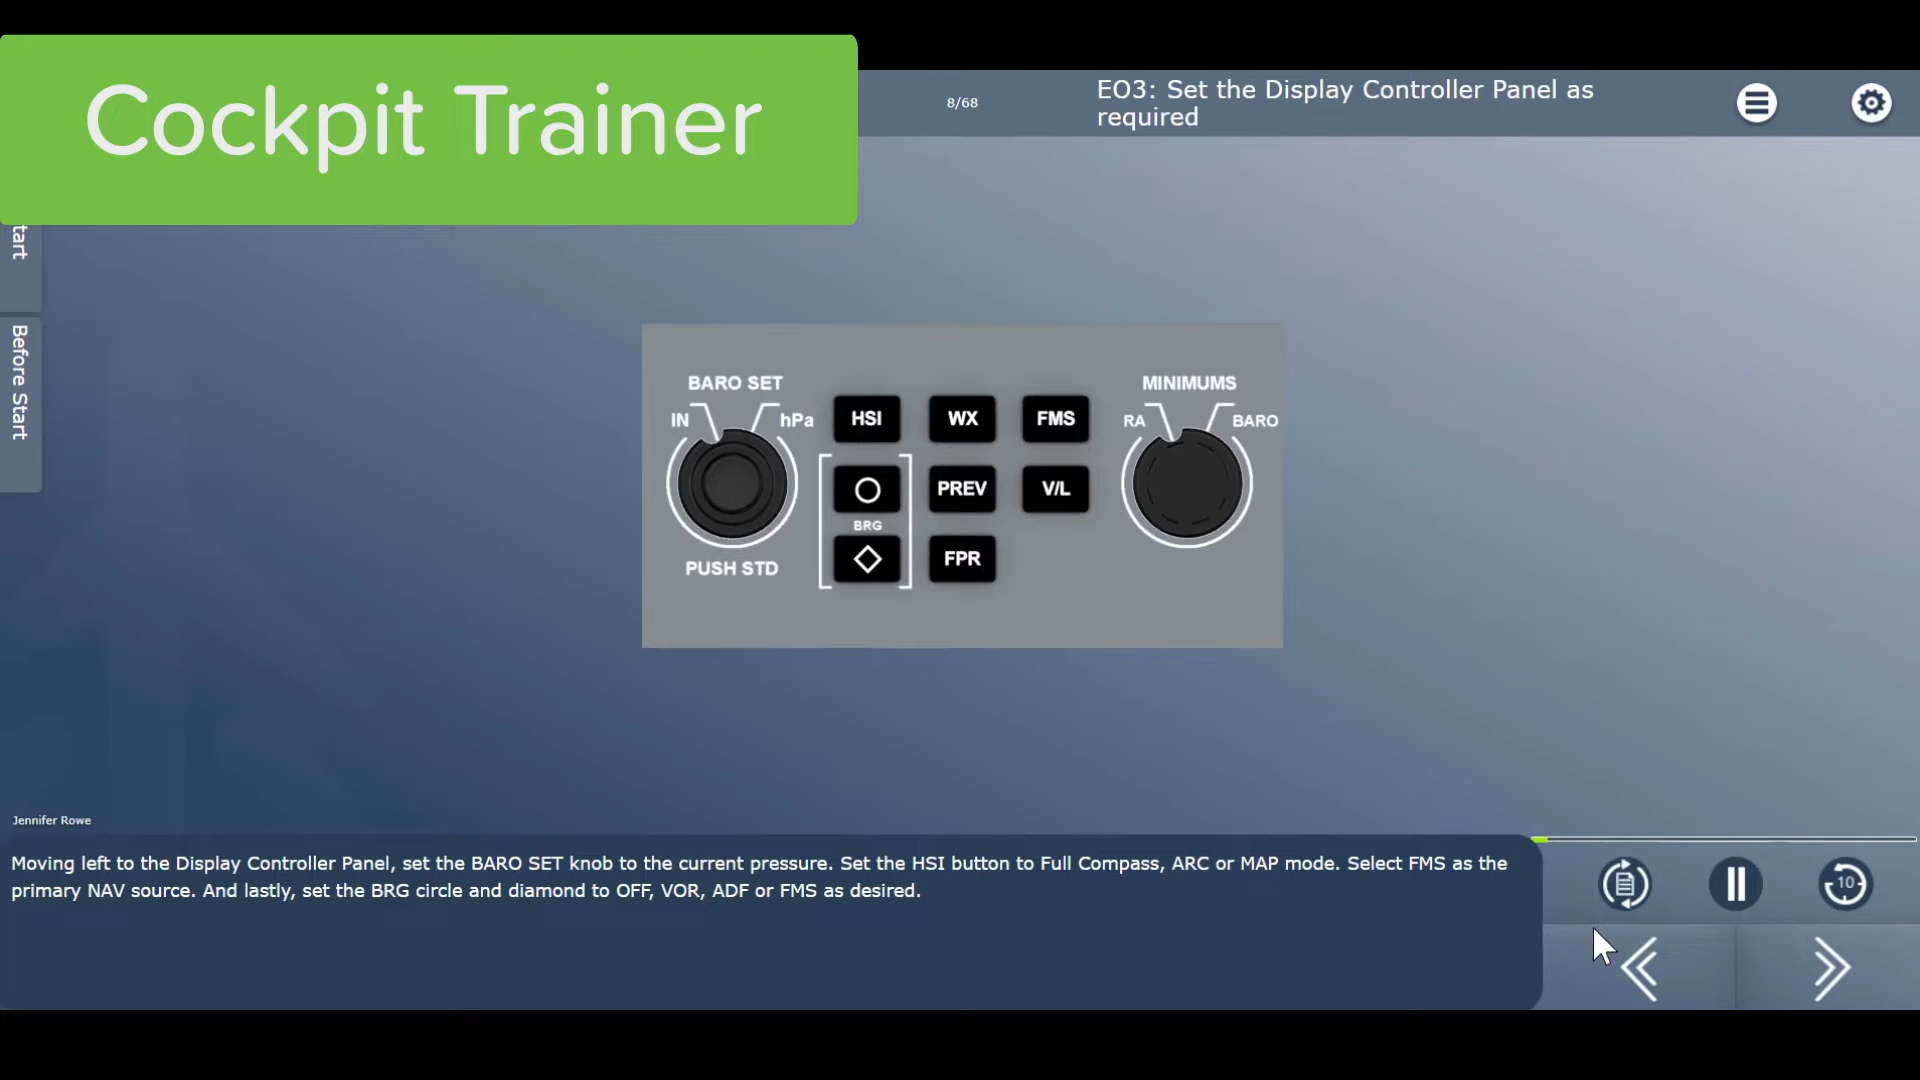 Cockpit Trainer
8/68
EO3: Set the Display Controller Panel as
required
tart
Before Start
BARO SET
IN
hPa
PUSH STD
HSI
WX
FMS
BRG
PREV
V/L
FPR
MINIMUMS
RA
BARO
Jennifer Rowe
Moving left to the Display Controller Panel, set the BARO SET knob to the current pressure. Set the HSI button to Full Compass, ARC or MAP mode. Select FMS as the
primary NAV source. And lastly, set the BRG circle and diamond to OFF, VOR, ADF or FMS as desired.
10